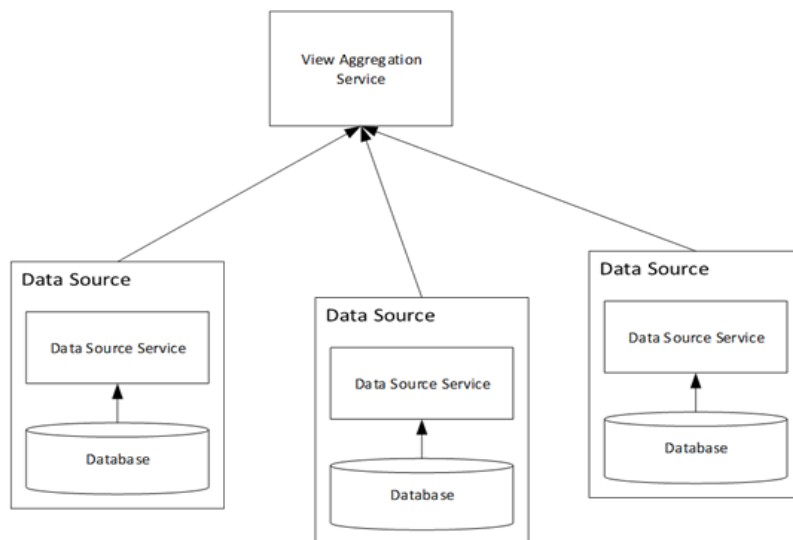 View Aggregation
Service
Data Source
Data Source Service
Database
Data Source
Data Source Service
Database
Data Source
Data Source Service
Database